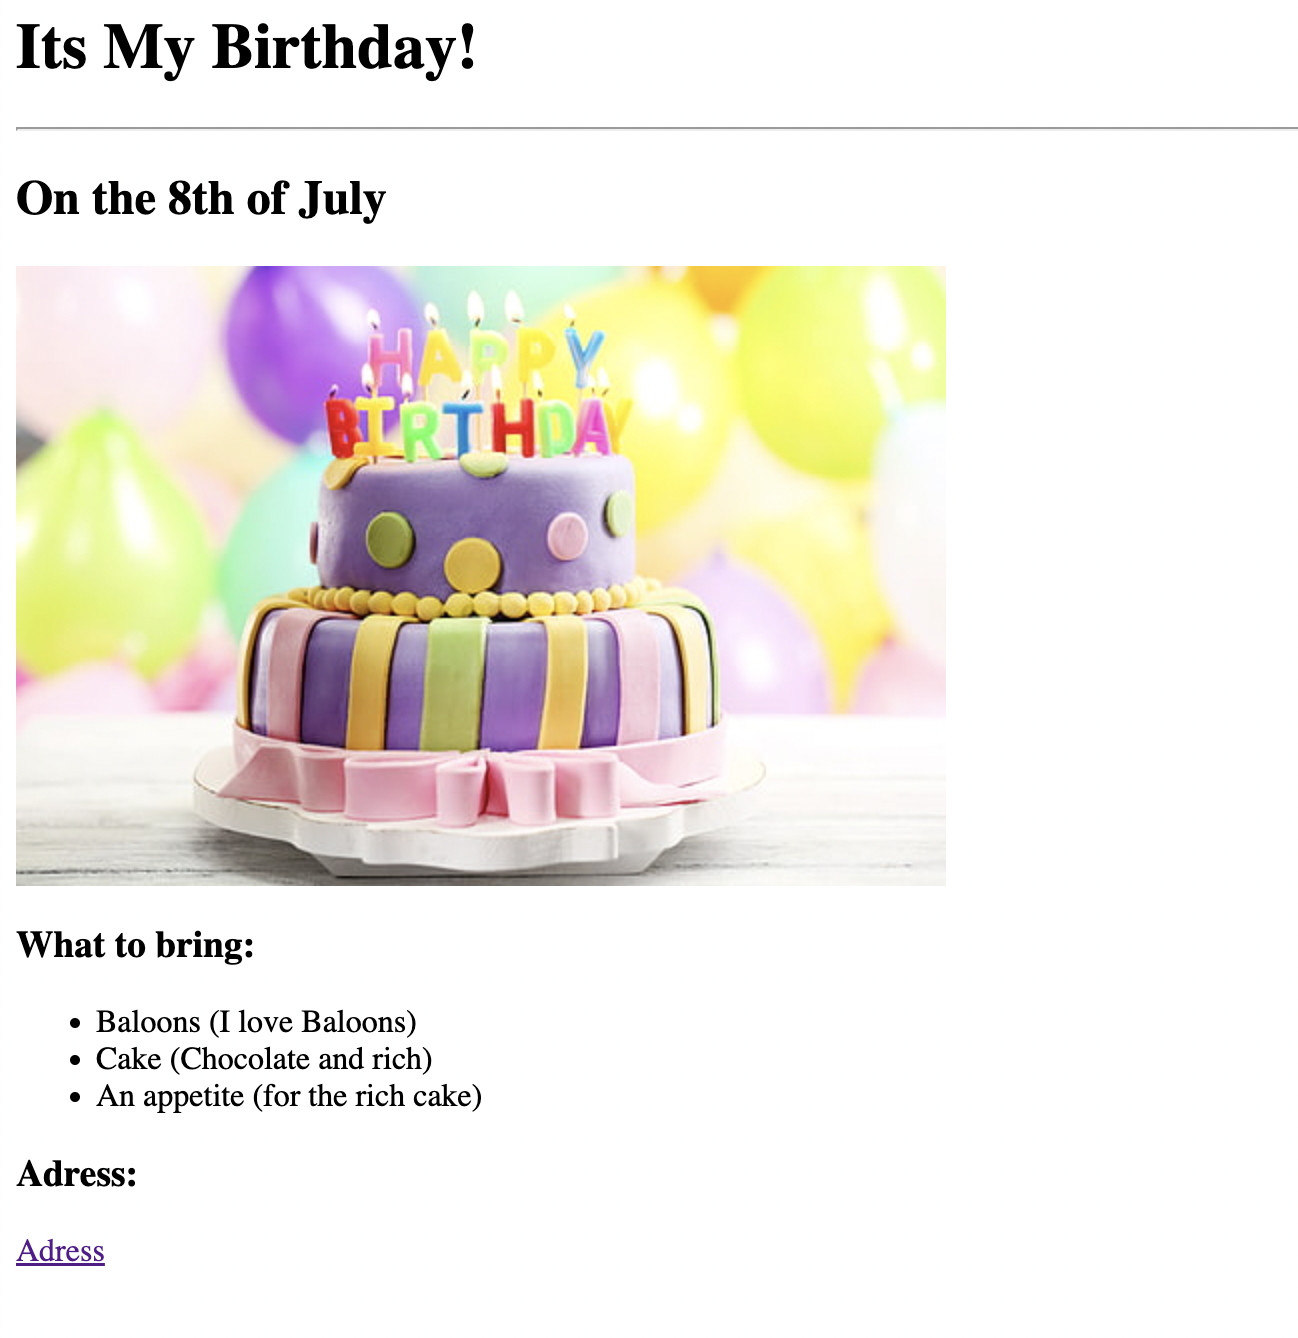 Its My Birthday!
On the 8th of July
HAPPY
BIRTHDAY
What to bring:
Baloons (I love Baloons)
Cake (Chocolate and rich)
An appetite (for the rich cake)
Adress:
Adress